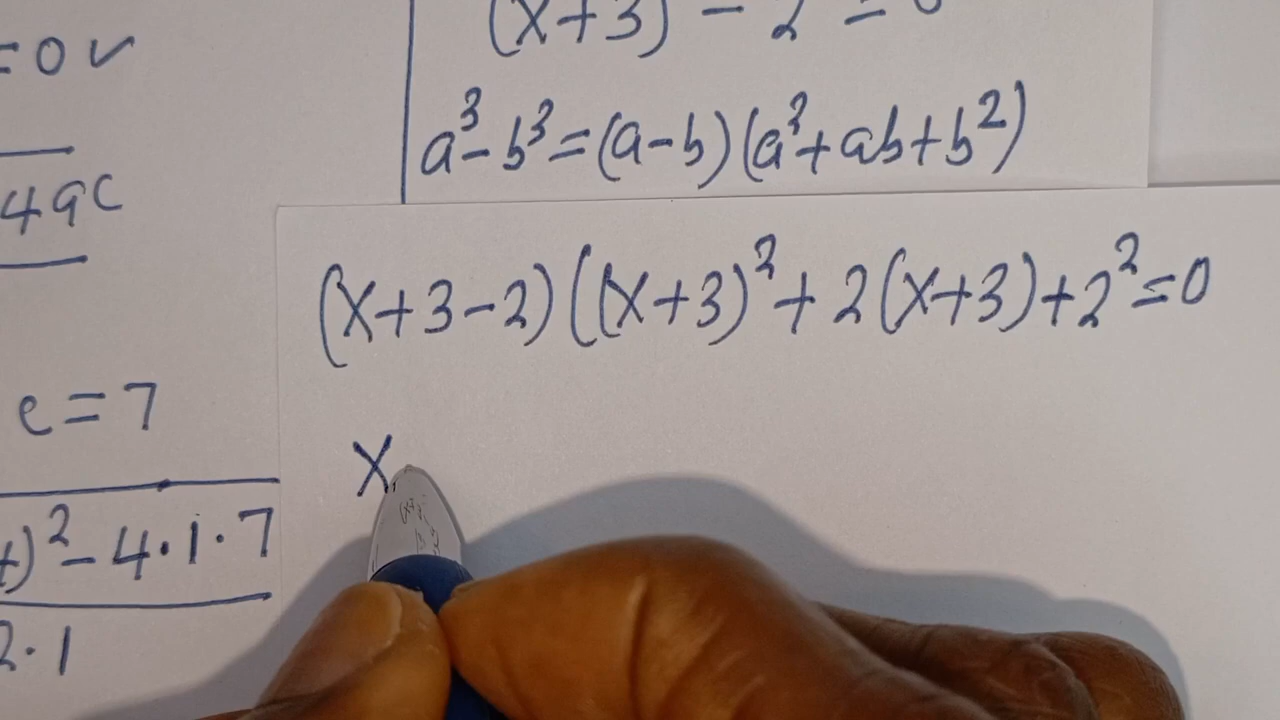 =0 ✓
4ac
c=7
)² - 4·1·7
2·1
(x+3) - 2 = 0
a³-b³=(a-b)(a²+ab+b²)
(x+3-2)((x+3)²+2(x+3)+2²=0
x